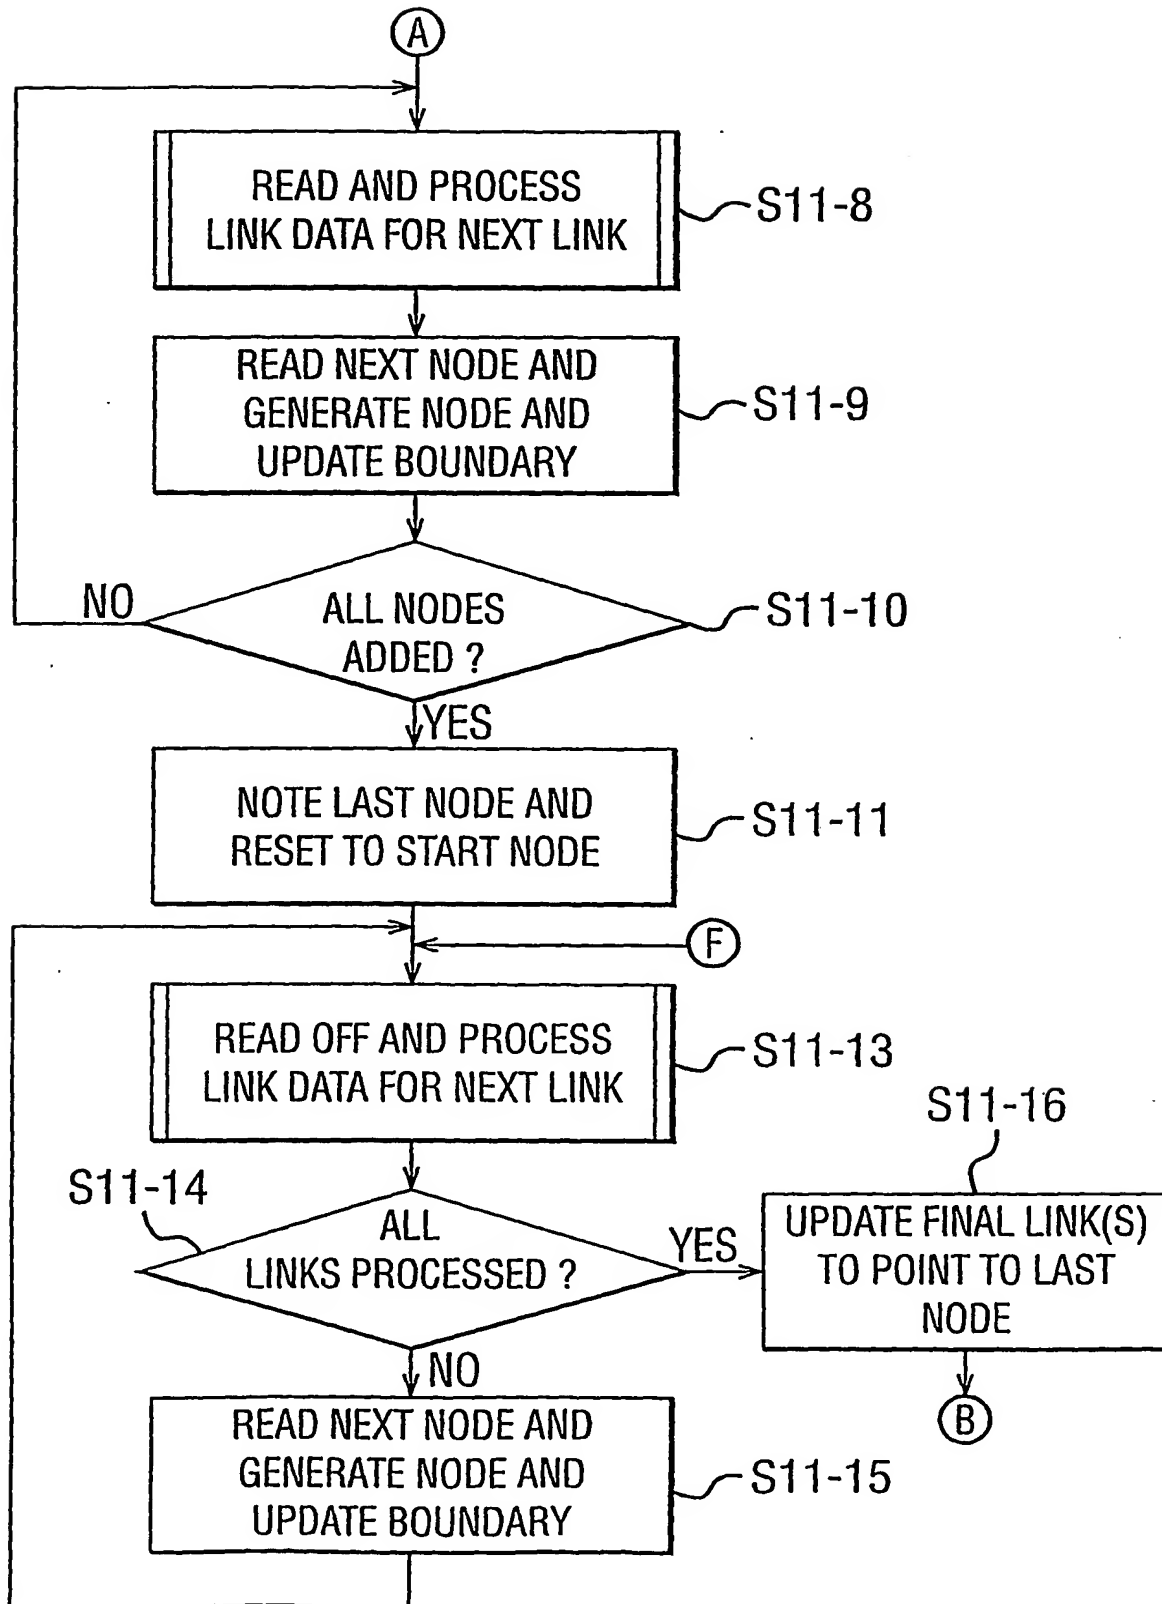 A
READ AND PROCESS
LINK DATA FOR NEXT LINK
S11-8
READ NEXT NODE AND
GENERATE NODE AND
UPDATE BOUNDARY
S11-9
NO
ALL NODES
ADDED ?
S11-10
YES
NOTE LAST NODE AND
RESET TO START NODE
S11-11
F
READ OFF AND PROCESS
LINK DATA FOR NEXT LINK
S11-13
S11-14
ALL
LINKS PROCESSED ?
YES
S11-16
UPDATE FINAL LINK(S)
TO POINT TO LAST
NODE
B
NO
READ NEXT NODE AND
GENERATE NODE AND
UPDATE BOUNDARY
S11-15